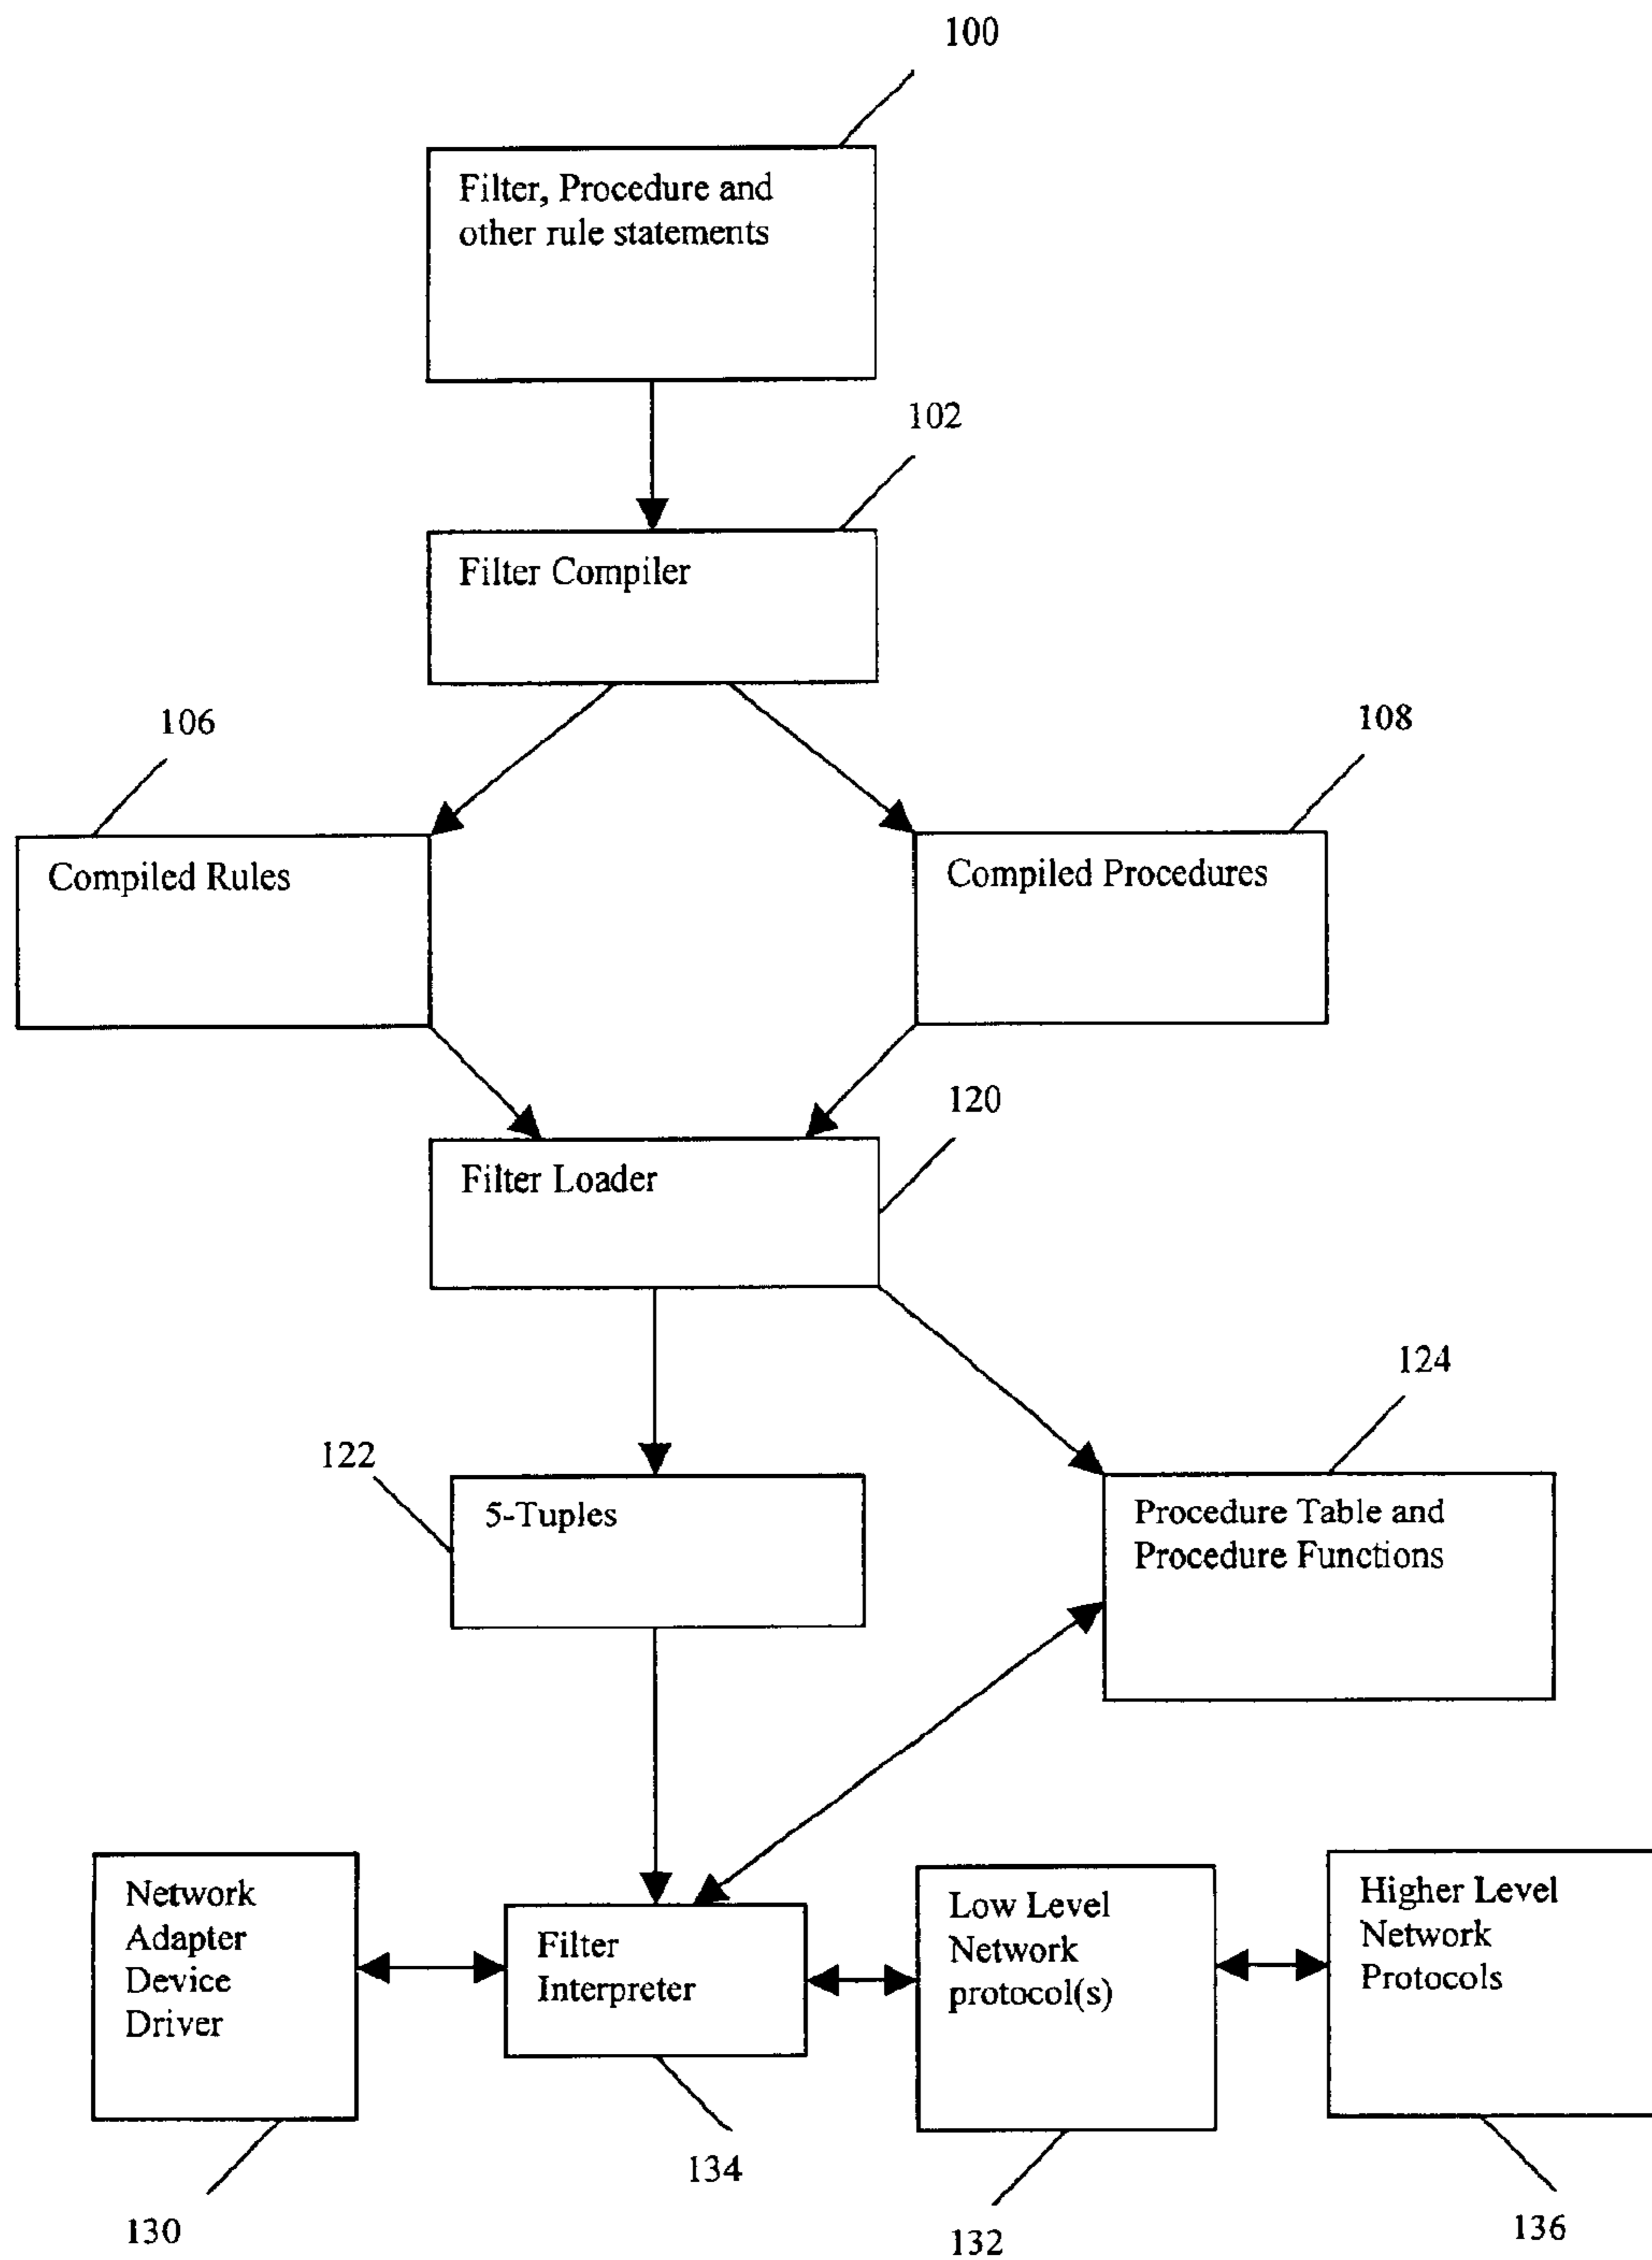 100
Filter, Procedure and
other rule statements
102
Filter Compiler
106
108
Compiled Rules
Compiled Procedures
120
Filter Loader
124
122
5-Tuples
Procedure Table and
Procedure Functions
Network
Adapter
Device
Driver
Filter
Interpreter
Low Level
Network
protocol(s)
Higher Level
Network
Protocols
134
130
132
136